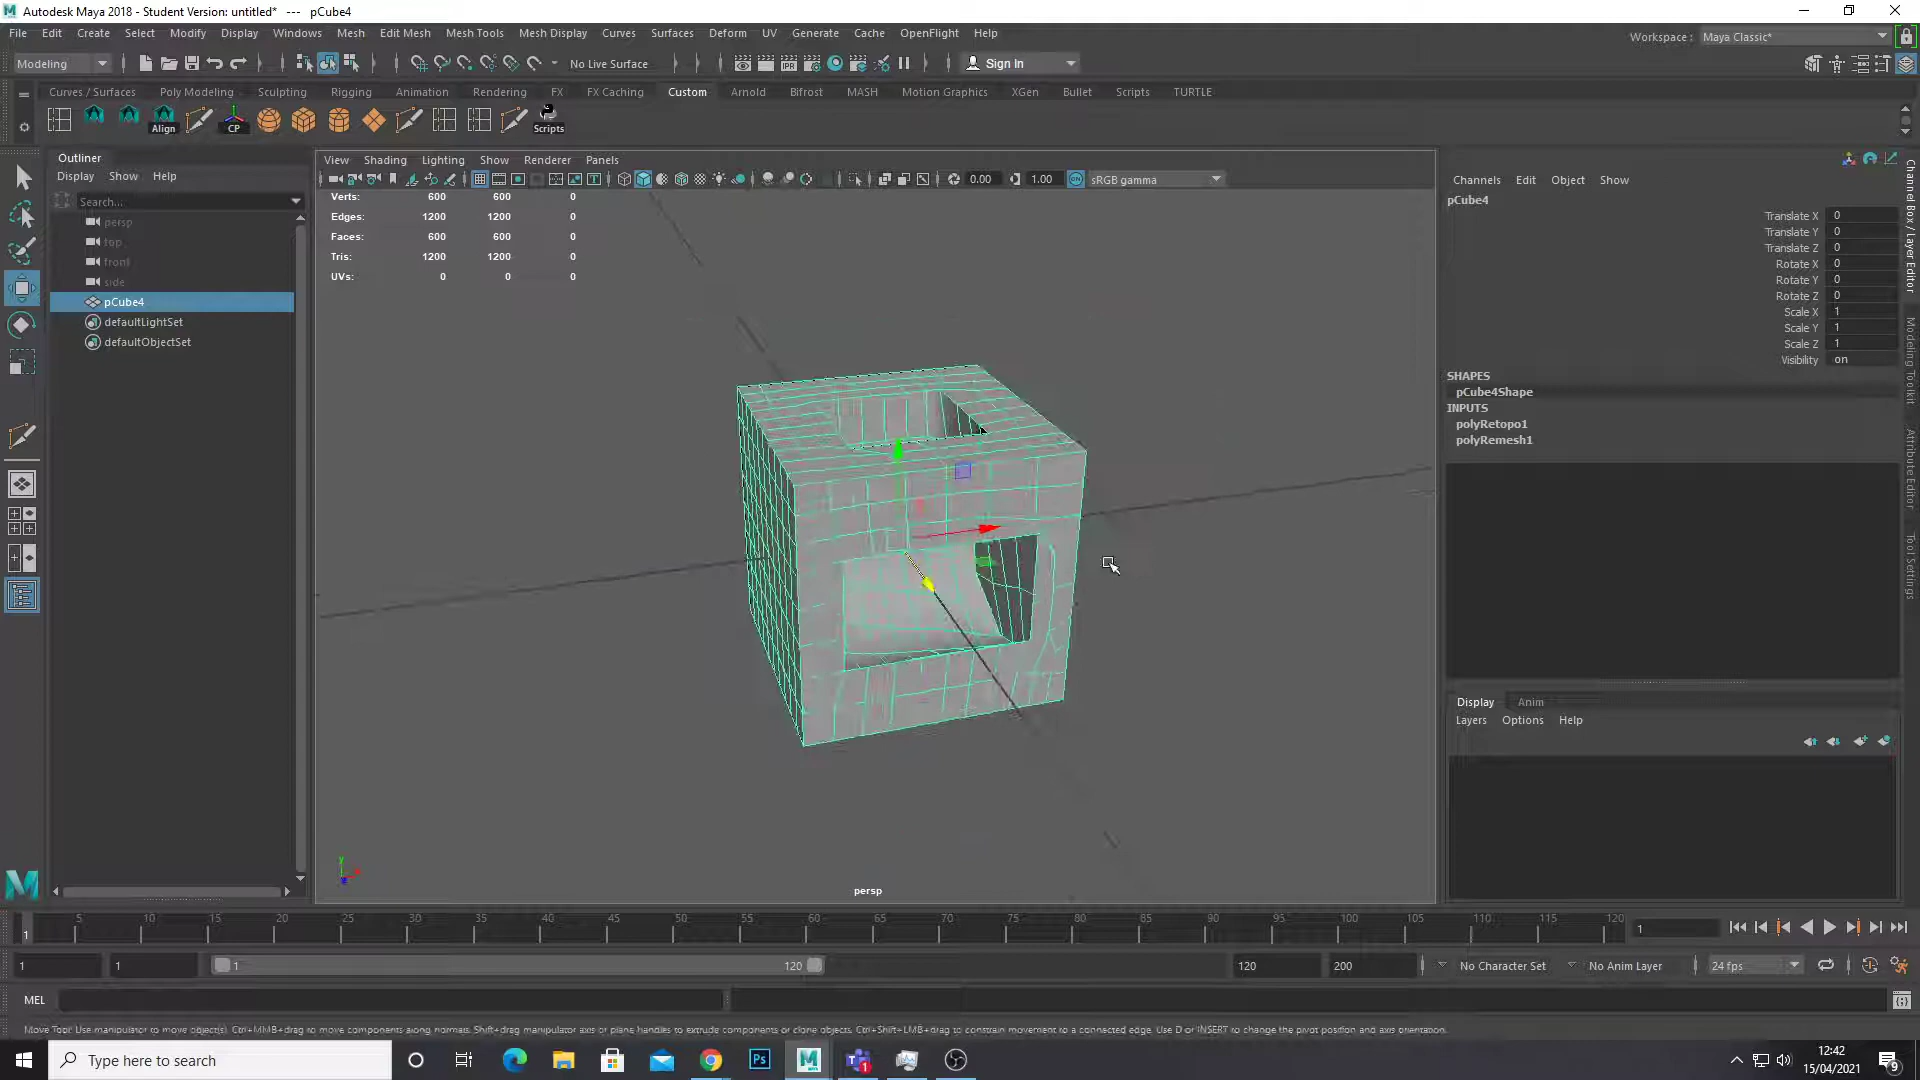 Autodesk Maya 2018 - Student Version: untitled*   ---   pCube4
File Edit Create Select Modify Display Windows Mesh Edit Mesh Mesh Tools Mesh Display Curves Surfaces Deform UV Generate Cache OpenFlight Help
Workspace : Maya Classic*
Modeling No Live Surface Sign In
Curves / Surfaces Poly Modeling Sculpting Rigging Animation Rendering FX FX Caching Custom Arnold Bifrost MASH Motion Graphics XGen Bullet Scripts TURTLE
Align CP Scripts
Outliner
Display Show Help
Search...
persp
top
front
side
pCube4
defaultLightSet
defaultObjectSet
View Shading Lighting Show Renderer Panels
0.00 1.00 ON sRGB gamma
Verts: 600 600 0
Edges: 1200 1200 0
Faces: 600 600 0
Tris: 1200 1200 0
UVs: 0 0 0
y
persp
Channels Edit Object Show
pCube4
Translate X 0
Translate Y 0
Translate Z 0
Rotate X 0
Rotate Y 0
Rotate Z 0
Scale X 1
Scale Y 1
Scale Z 1
Visibility on
SHAPES
pCube4Shape
INPUTS
polyRetopo1
polyRemesh1
Display Anim
Layers Options Help
Channel Box / Layer Editor
Modeling Toolkit
Attribute Editor
Tool Settings
5 10 15 20 25 30 35 40 45 50 55 60 65 70 75 80 85 90 95 100 105 110 115 120
1 1
1 1 1 120 120 200 No Character Set No Anim Layer 24 fps
MEL
Move Tool: Use manipulator to move object(s). Ctrl+MMB+drag to move components along normals. Shift+drag manipulator axis or plane handles to extrude components or clone objects. Ctrl+Shift+LMB+drag to constrain movement to a connected edge. Use D or INSERT to change the pivot position and axis orientation.
Type here to search
Ps
M
1
12:42
15/04/2021
9